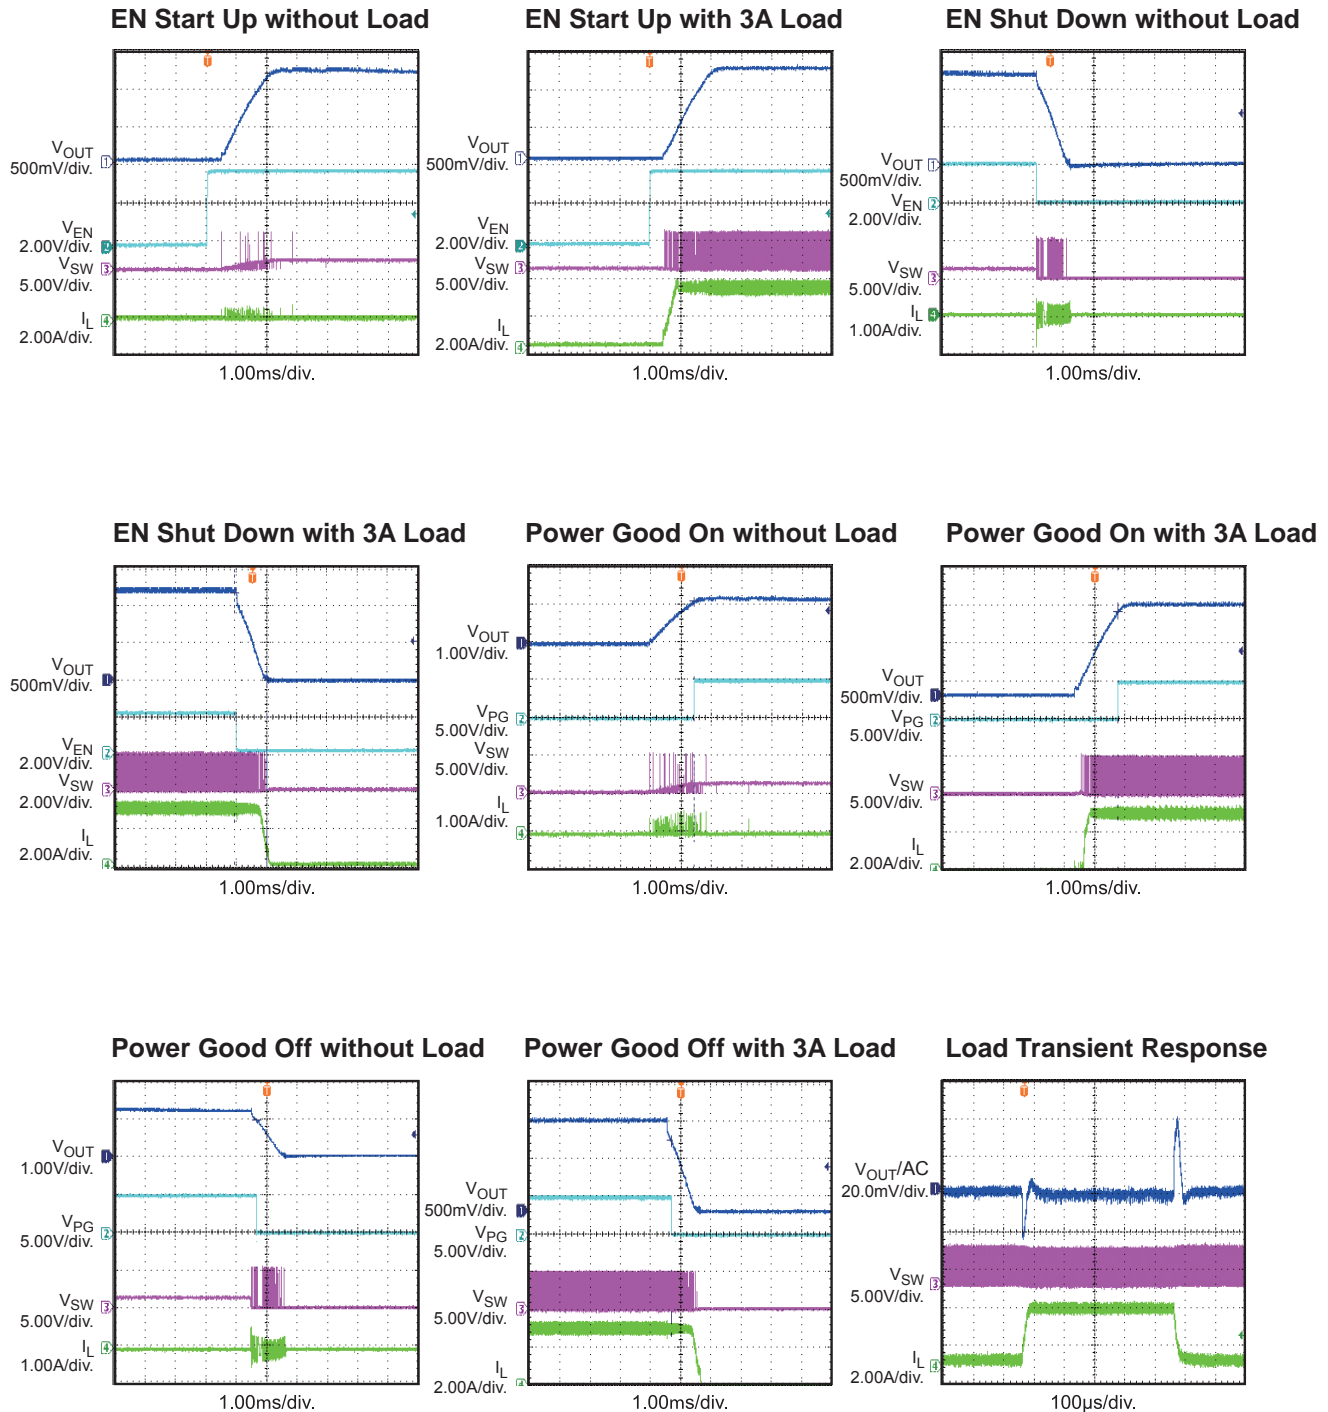 EN Start Up without Load
VOUT
500mV/div.
VEN
2.00V/div.
VSW
5.00V/div.
IL
2.00A/div.
1.00ms/div.
EN Start Up with 3A Load
VOUT
500mV/div.
VEN
2.00V/div.
VSW
5.00V/div.
IL
2.00A/div.
1.00ms/div.
EN Shut Down without Load
VOUT
500mV/div.
VEN
2.00V/div.
VSW
5.00V/div.
IL
1.00A/div.
1.00ms/div.
EN Shut Down with 3A Load
VOUT
500mV/div.
VEN
2.00V/div.
VSW
2.00V/div.
IL
2.00A/div.
1.00ms/div.
Power Good On without Load
VOUT
1.00V/div.
VPG
5.00V/div.
VSW
5.00V/div.
IL
1.00A/div.
1.00ms/div.
Power Good On with 3A Load
VOUT
500mV/div.
VPG
5.00V/div.
VSW
5.00V/div.
IL
2.00A/div.
1.00ms/div.
Power Good Off without Load
VOUT
1.00V/div.
VPG
5.00V/div.
VSW
5.00V/div.
IL
1.00A/div.
1.00ms/div.
Power Good Off with 3A Load
VOUT
500mV/div.
VPG
5.00V/div.
VSW
5.00V/div.
IL
2.00A/div.
1.00ms/div.
Load Transient Response
VOUT/AC
20.0mV/div.
VSW
5.00V/div.
IL
2.00A/div.
100µs/div.